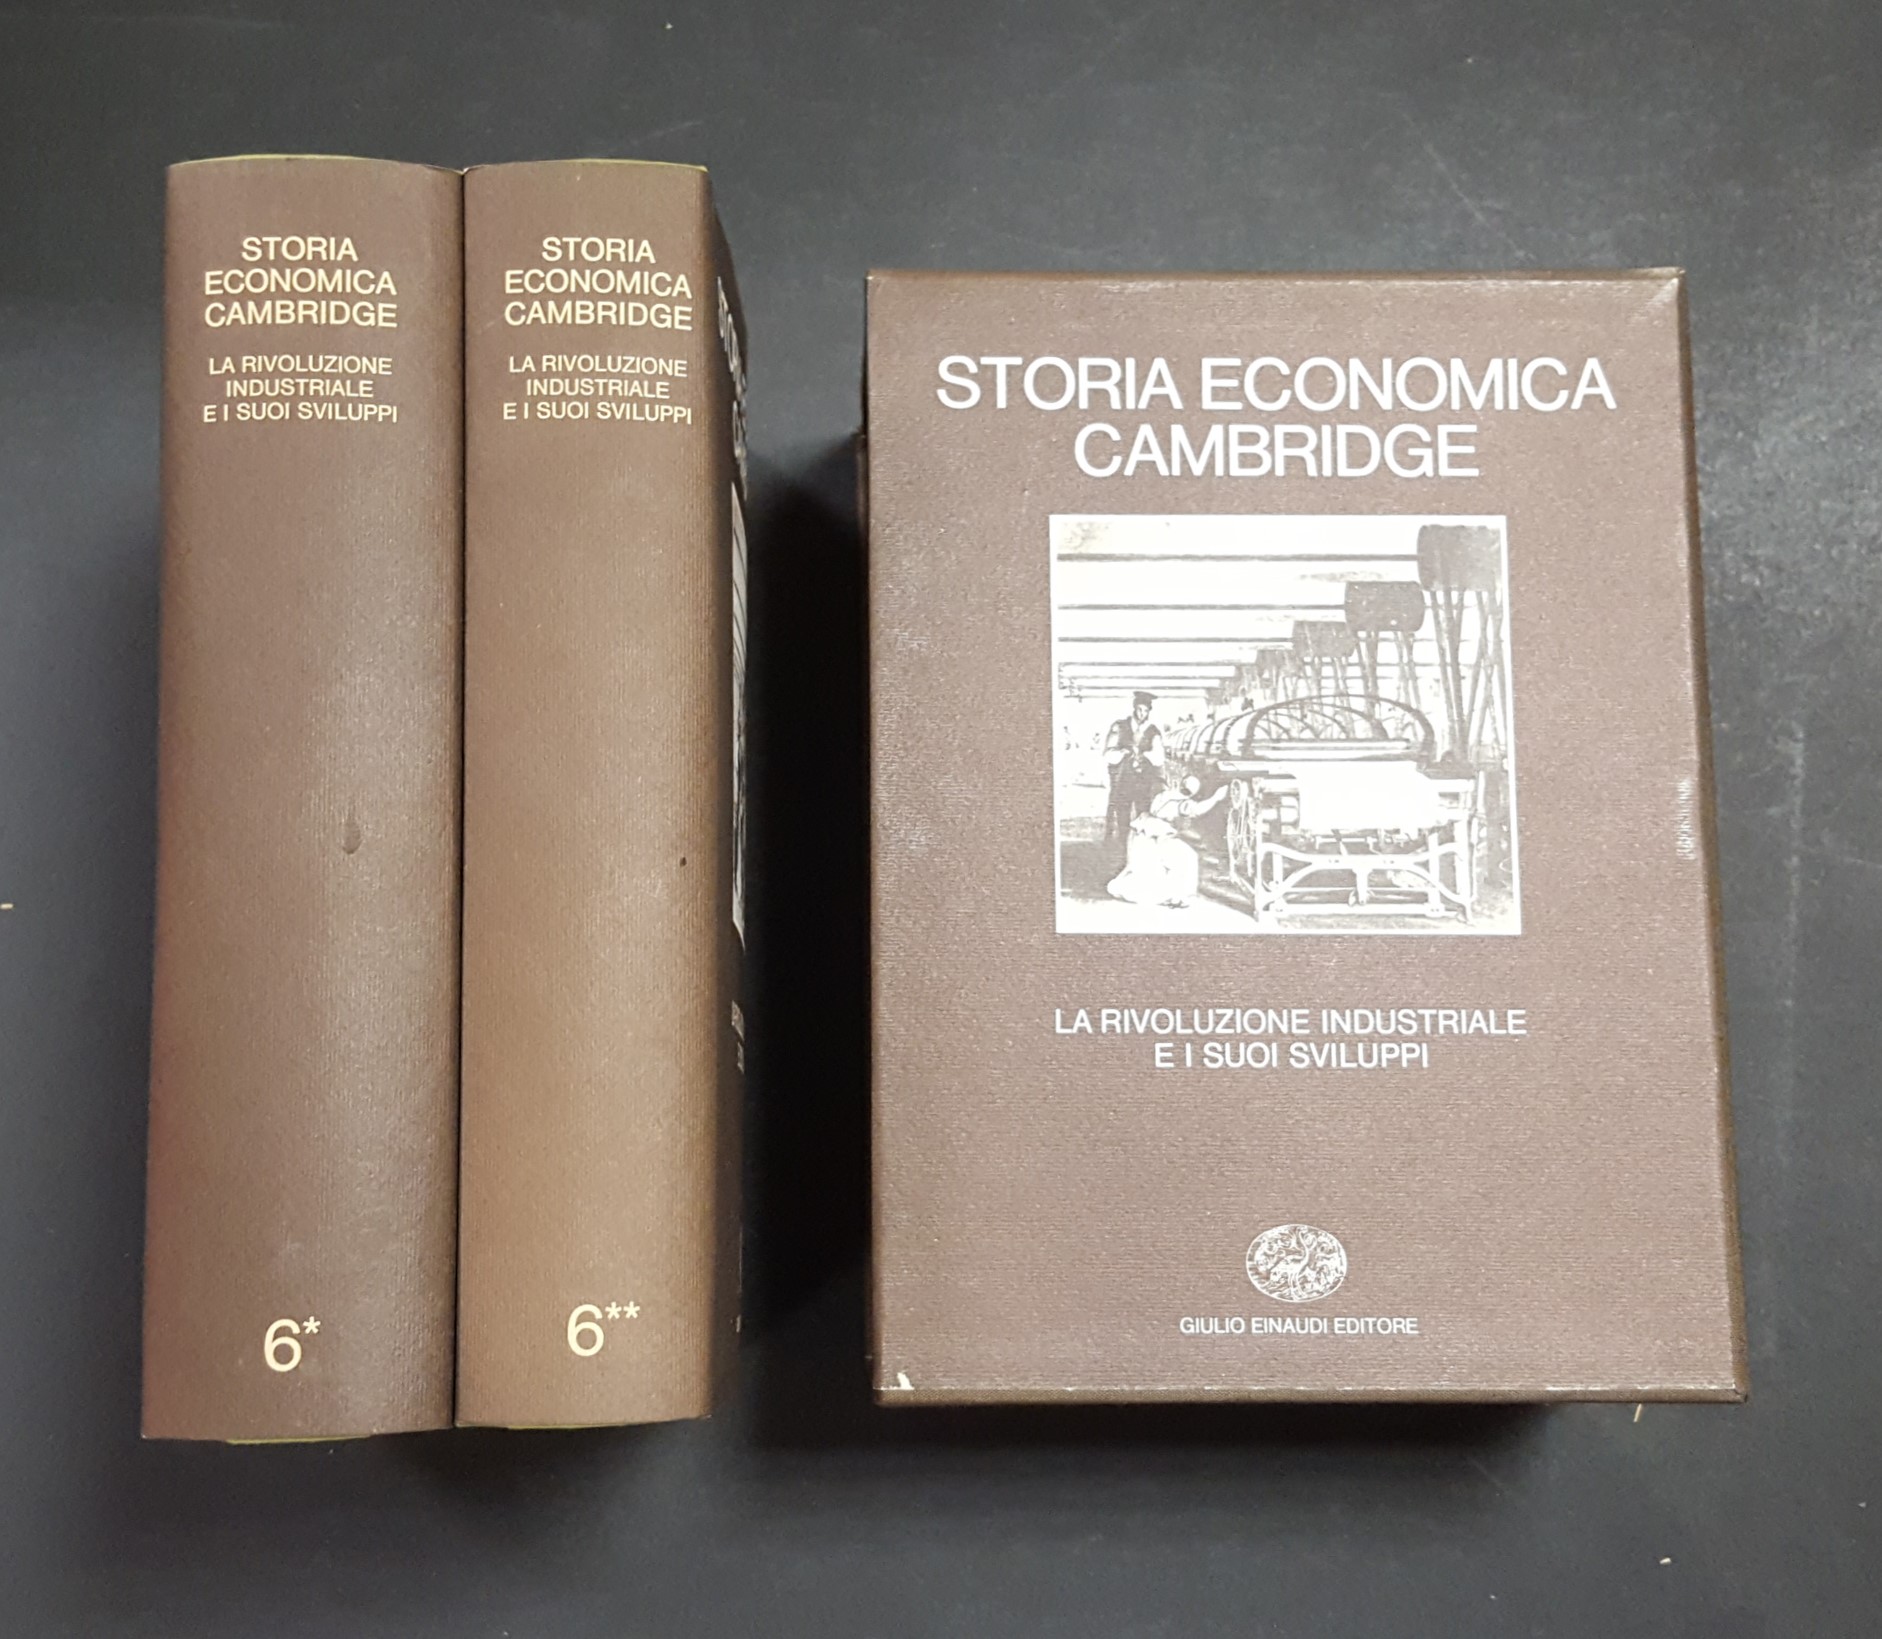 STORIA
ECONOMICA
CAMBRIDGE
LA RIVOLUZIONE
INDUSTRIALE
E I SUOI SVILUPPI
6*
STORIA
ECONOMICA
CAMBRIDGE
LA RIVOLUZIONE
INDUSTRIALE
E I SUOI SVILUPPI
6**
STORIA ECONOMICA
CAMBRIDGE
LA RIVOLUZIONE INDUSTRIALE
E I SUOI SVILUPPI
GIULIO EINAUDI EDITORE